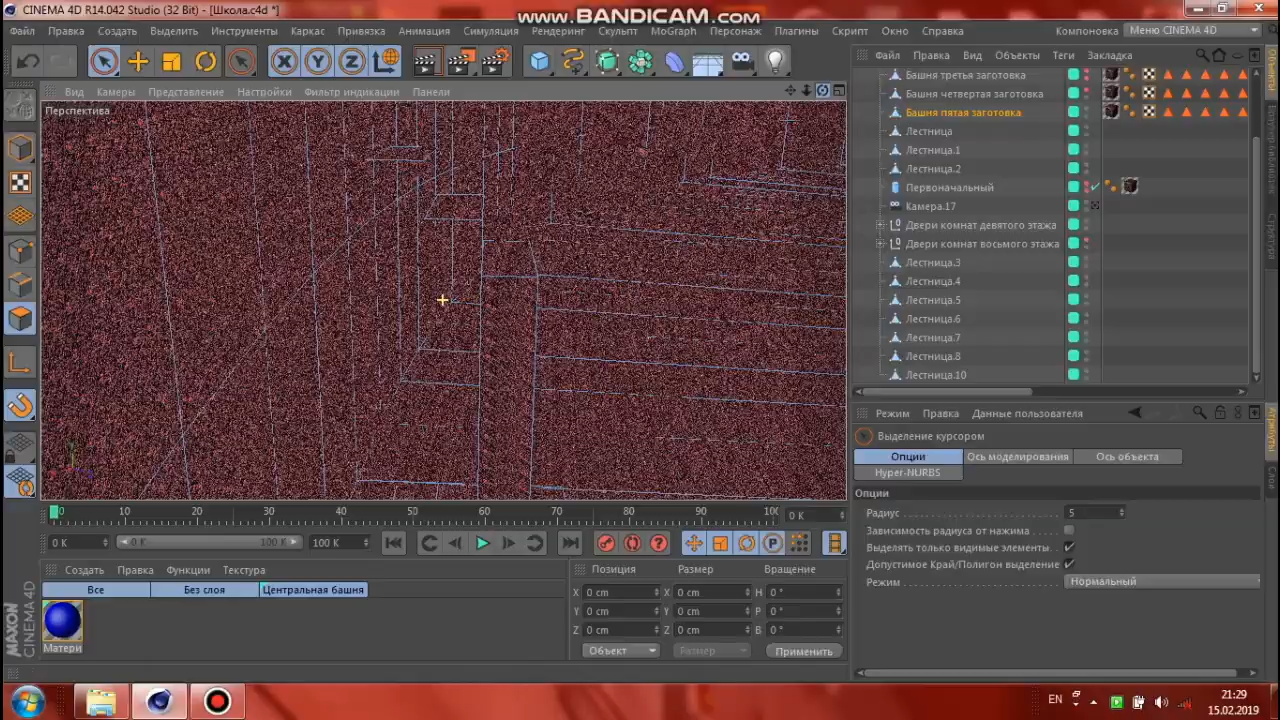 CINEMA 4D R14.042 Studio (32 Bit) - [Школа.c4d *]
www.BANDICAM.com
Файл Правка Создать Выделить Инструменты Каркас Привязка Анимация Симуляция Рендеринг Скульпт MoGraph Персонаж Плагины Скрипт Окно Справка
Компоновка Меню CINEMA 4D
Вид Камеры Представление Настройки Фильтр индикации Панели
Перспектива
Файл Правка Вид Объекты Теги Закладка
Башня третья заготовка
Башня четвертая заготовка
Башня пятая заготовка
Лестница
Лестница.1
Лестница.2
Первоначальный
Камера.17
Двери комнат девятого этажа
Двери комнат восьмого этажа
Лестница.3
Лестница.4
Лестница.5
Лестница.6
Лестница.7
Лестница.8
Лестница.10
Объекты
Структура
Режим Правка Данные пользователя
Выделение курсором
Опции Ось моделирования Ось объекта
Hyper-NURBS
Опции
Радиус 5
Зависимость радиуса от нажима
Выделять только видимые элементы
Допустимое Край/Полигон выделение
Режим Нормальный
Атрибуты
Слои
0 10 20 30 40 50 60 70 80 90 100
0 K
0 K 0 K 100 K 100 K
Создать Правка Функции Текстура
Все Без слоя Центральная башня
Матери
MAXON
CINEMA 4D
Позиция Размер Вращение
X 0 cm X 0 cm H 0 °
Y 0 cm Y 0 cm P 0 °
Z 0 cm Z 0 cm B 0 °
Объект Размер Применить
EN
21:29
15.02.2019